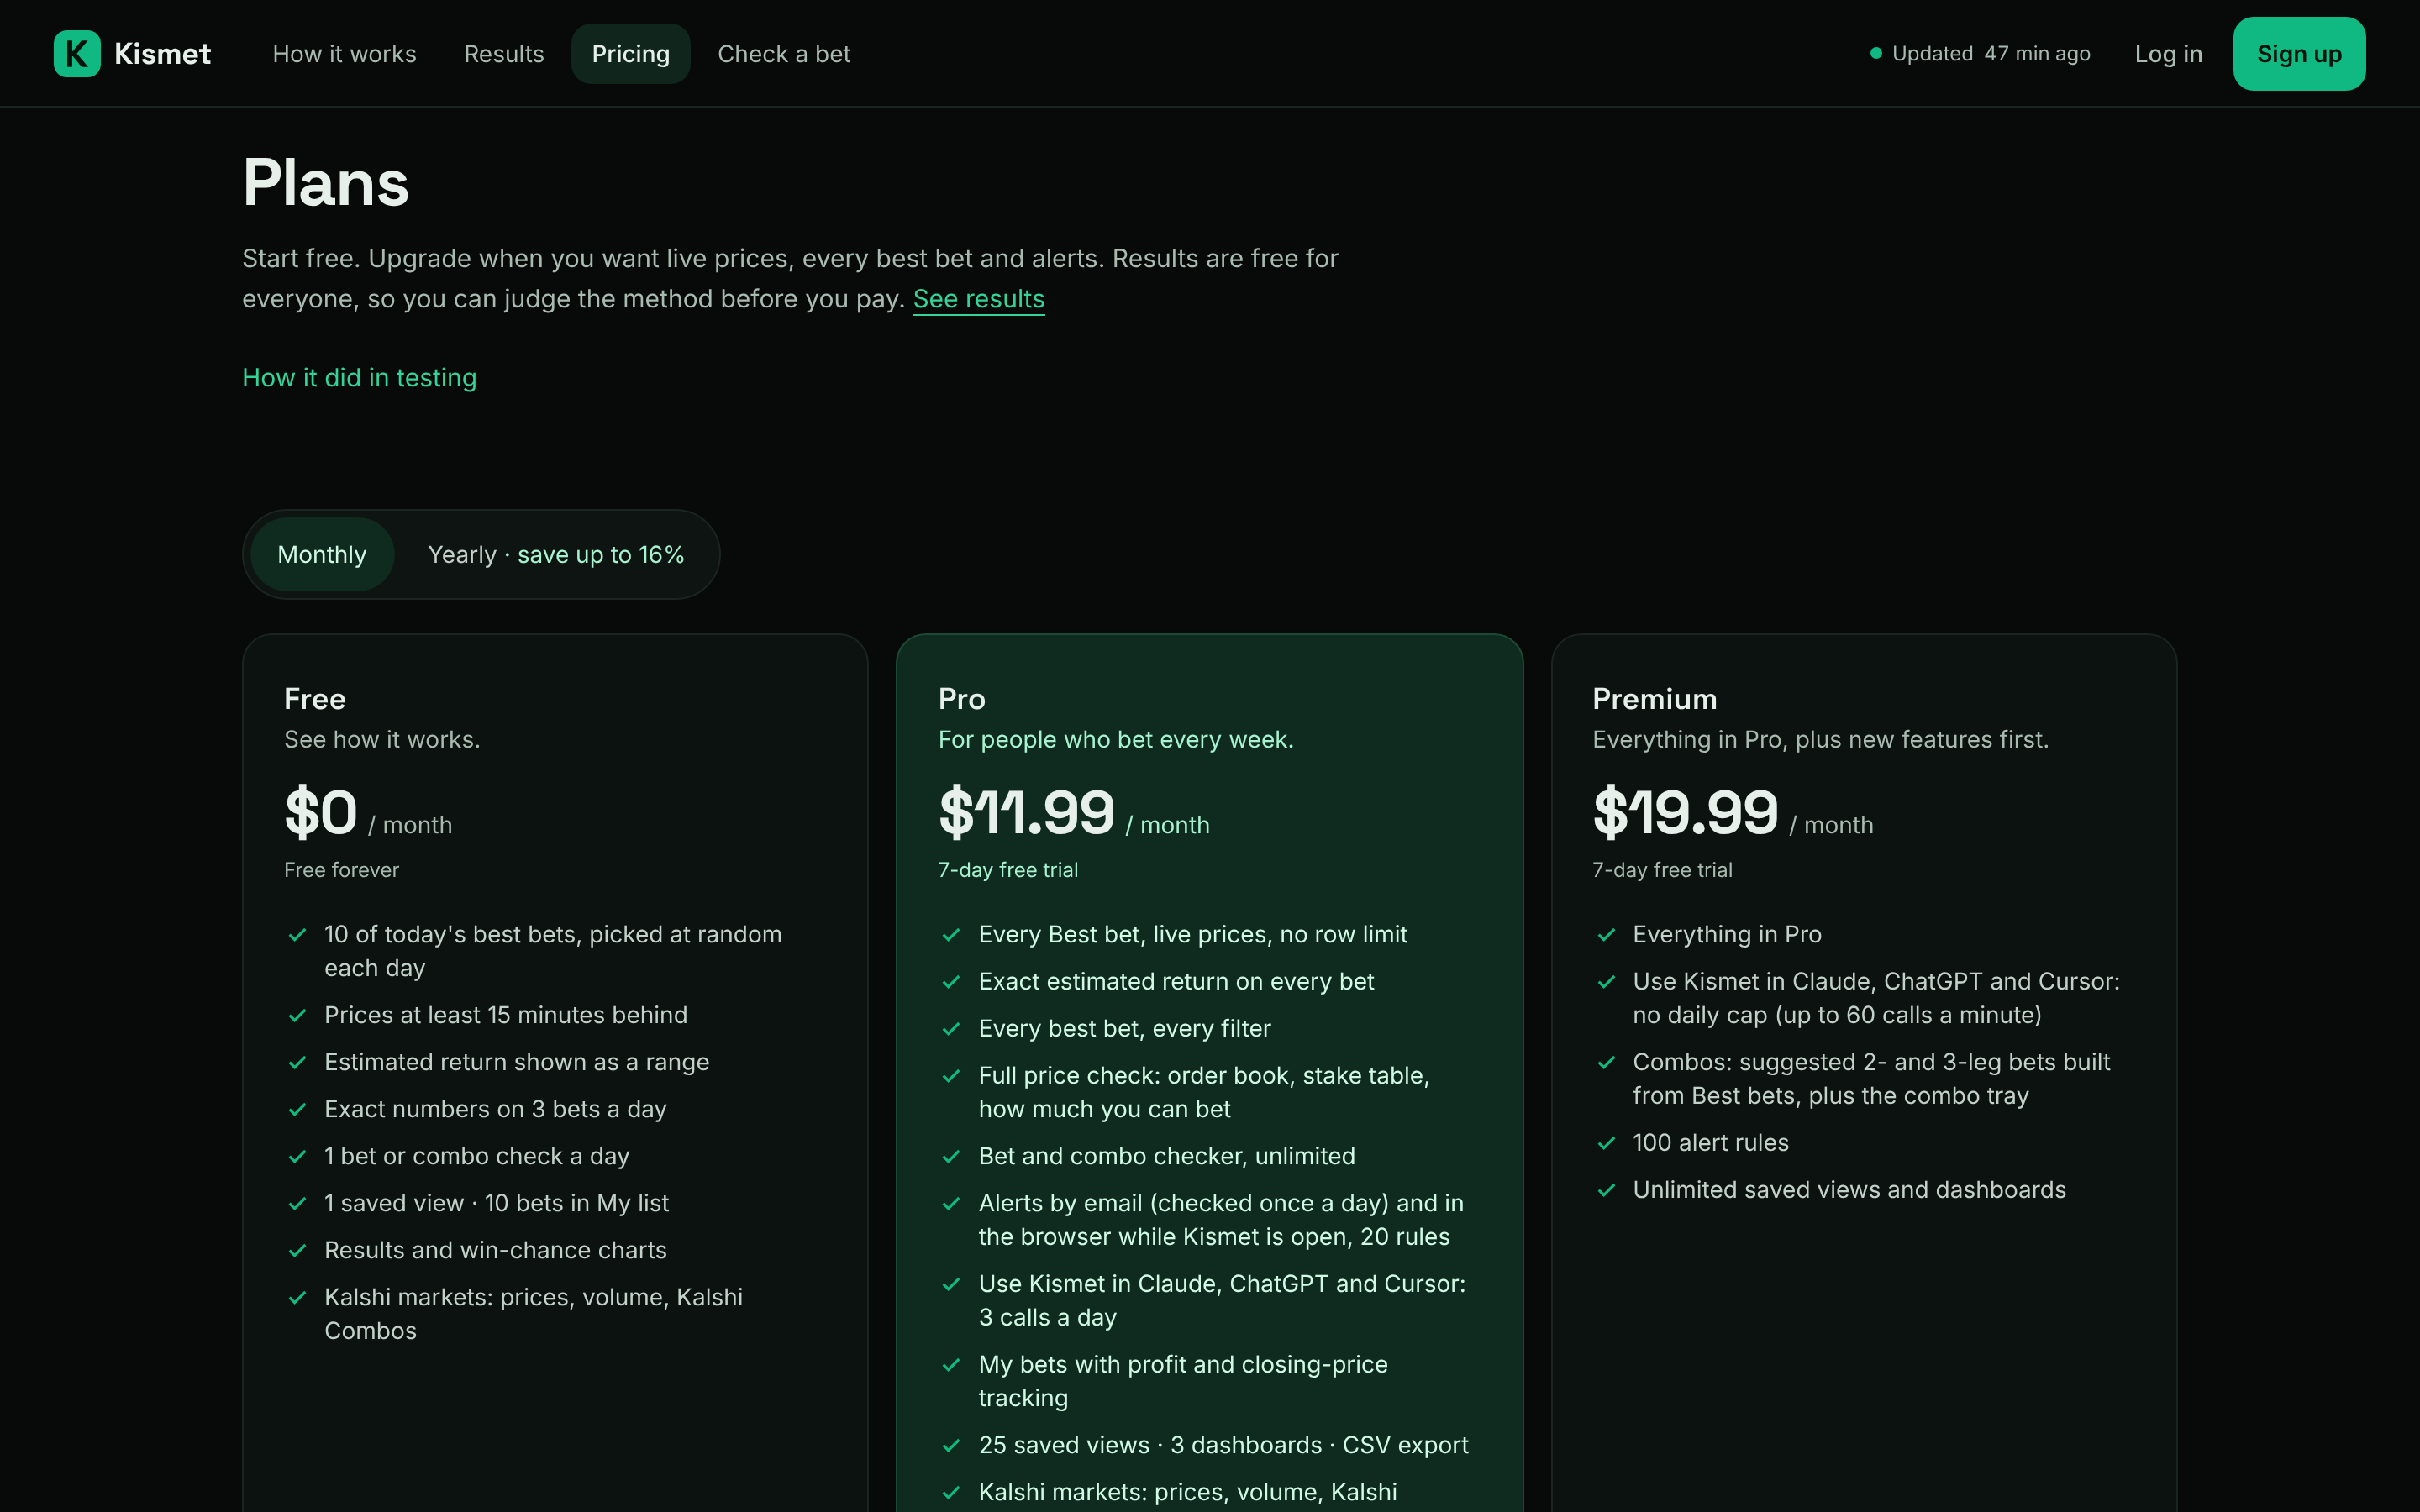 K Kismet
How it works
Results
Pricing
Check a bet
Updated 47 min ago
Log in
Sign up
Plans
Start free. Upgrade when you want live prices, every best bet and alerts. Results are free for
everyone, so you can judge the method before you pay. See results
How it did in testing
Monthly
Yearly · save up to 16%
Free
See how it works.
$0 / month
Free forever
10 of today's best bets, picked at random
each day
Prices at least 15 minutes behind
Estimated return shown as a range
Exact numbers on 3 bets a day
1 bet or combo check a day
1 saved view · 10 bets in My list
Results and win-chance charts
Kalshi markets: prices, volume, Kalshi
Combos
Pro
For people who bet every week.
$11.99 / month
7-day free trial
Every Best bet, live prices, no row limit
Exact estimated return on every bet
Every best bet, every filter
Full price check: order book, stake table,
how much you can bet
Bet and combo checker, unlimited
Alerts by email (checked once a day) and in
the browser while Kismet is open, 20 rules
Use Kismet in Claude, ChatGPT and Cursor:
3 calls a day
My bets with profit and closing-price
tracking
25 saved views · 3 dashboards · CSV export
Kalshi markets: prices, volume, Kalshi
Premium
Everything in Pro, plus new features first.
$19.99 / month
7-day free trial
Everything in Pro
Use Kismet in Claude, ChatGPT and Cursor:
no daily cap (up to 60 calls a minute)
Combos: suggested 2- and 3-leg bets built
from Best bets, plus the combo tray
100 alert rules
Unlimited saved views and dashboards